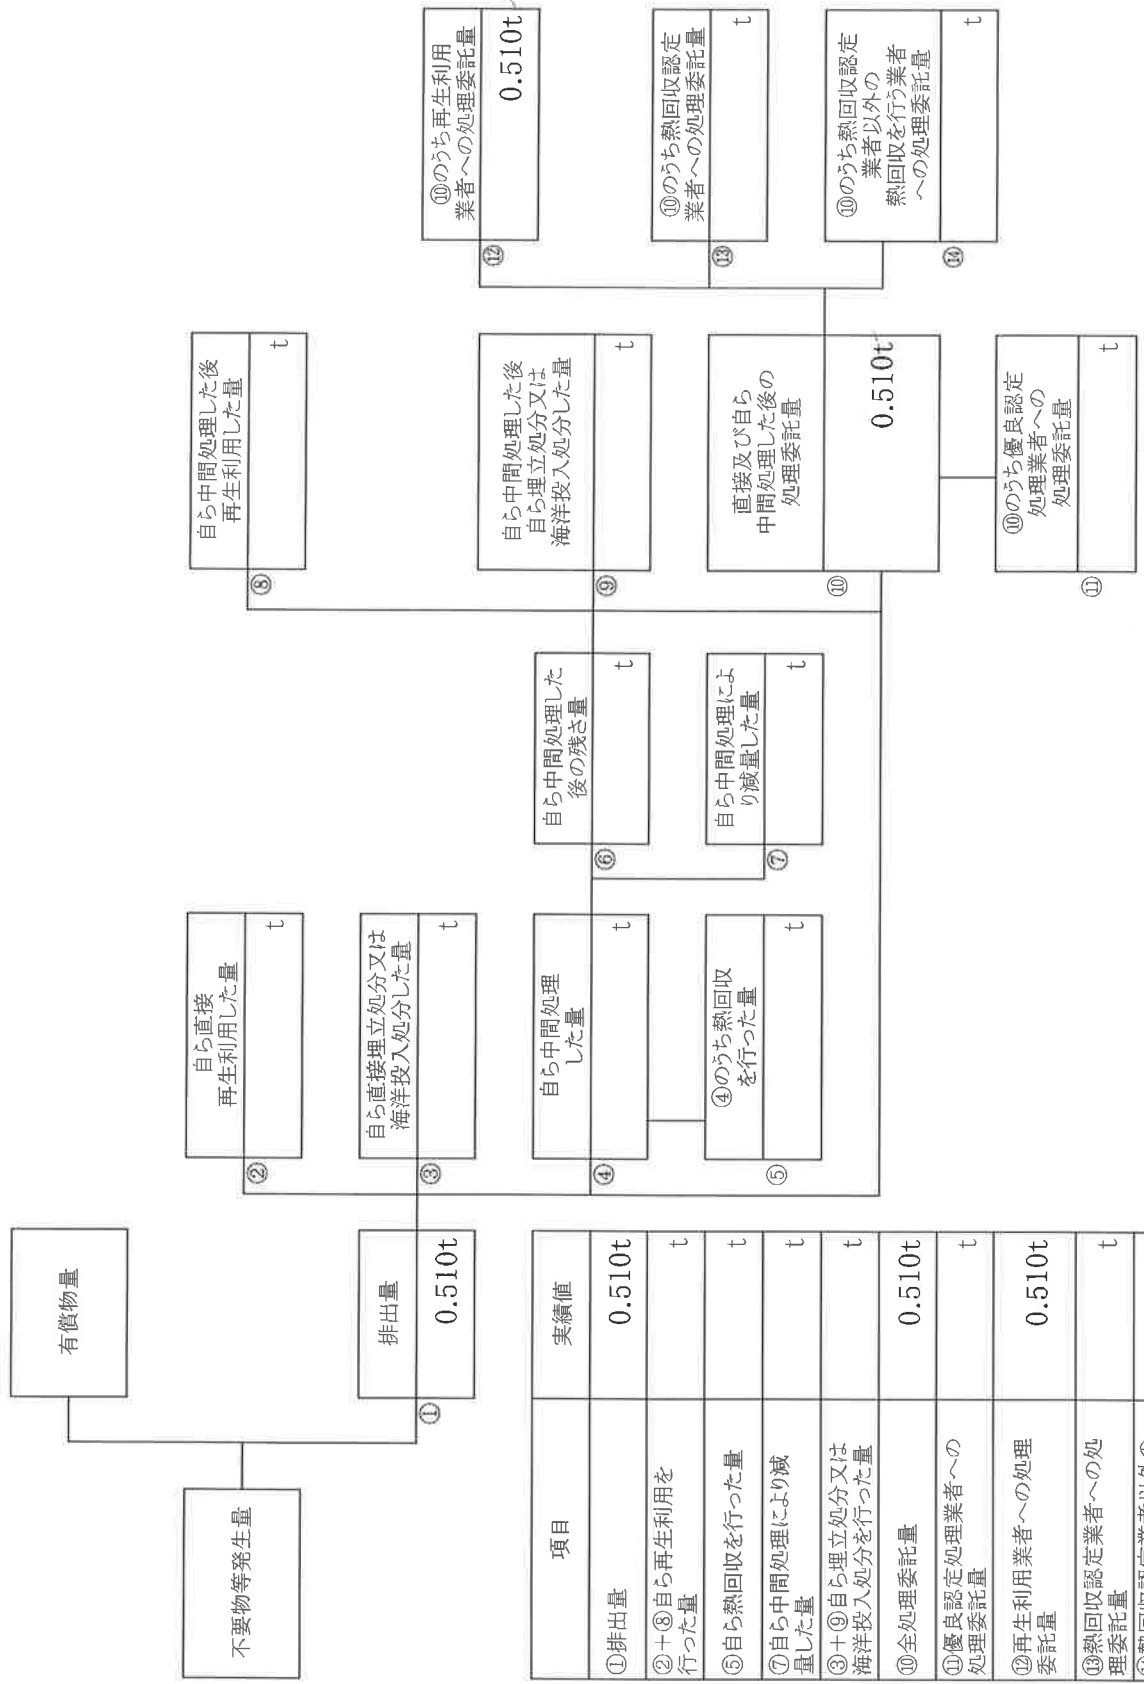 不要物等発生量
有償物量
排出量
①
0.510t
自ら直接
再生利用した量
②
t
自ら直接埋立処分又は
海洋投入処分した量
③
t
自ら中間処理
した量
④
t
④のうち熱回収
を行った量
⑤
t
自ら中間処理した
後の残さ量
⑥
t
自ら中間処理によ
り減量した量
⑦
t
自ら中間処理した後
再生利用した量
⑧
t
自ら中間処理した後
自ら埋立処分又は
海洋投入処分した量
⑨
t
直接及び自ら
中間処理した後の
処理委託量
⑩
0.510t
⑩のうち優良認定
処理業者への
処理委託量
⑪
t
⑩のうち再生利用
業者への処理委託量
⑫
0.510t
⑩のうち熱回収認定
業者への処理委託量
⑬
t
⑩のうち熱回収認定
業者以外の
熱回収を行う業者
への処理委託量
⑭
t
項目 実績値
①排出量 0.510t
②+⑧自ら再生利用を
行った量 t
⑤自ら熱回収を行った量 t
⑦自ら中間処理により減
量した量 t
③+⑨自ら埋立処分又は
海洋投入処分を行った量 t
⑩全処理委託量 0.510t
⑪優良認定処理業者への
処理委託量 t
⑫再生利用業者への処理
委託量 0.510t
⑬熱回収認定業者への処
理委託量 t